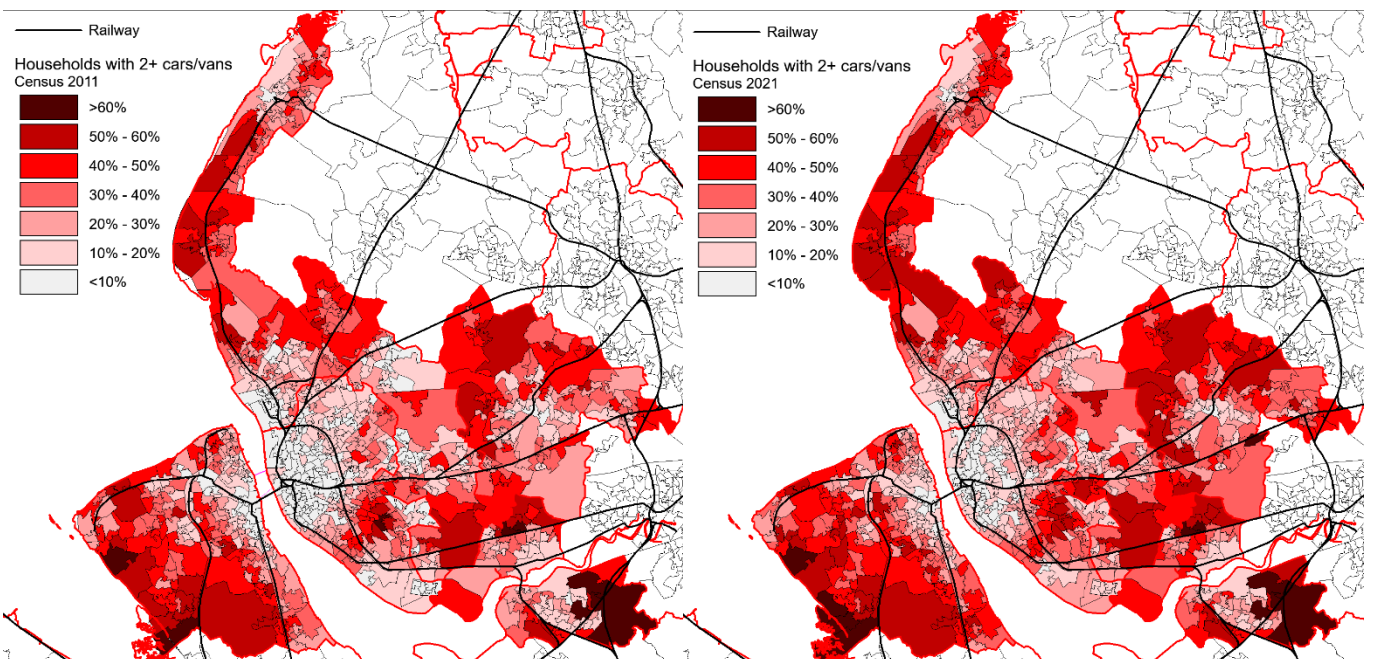 Railway
Households with 2+ cars/vans
Census 2011
>60%
50% - 60%
40% - 50%
30% - 40%
20% - 30%
10% - 20%
<10%
Railway
Households with 2+ cars/vans
Census 2021
>60%
50% - 60%
40% - 50%
30% - 40%
20% - 30%
10% - 20%
<10%